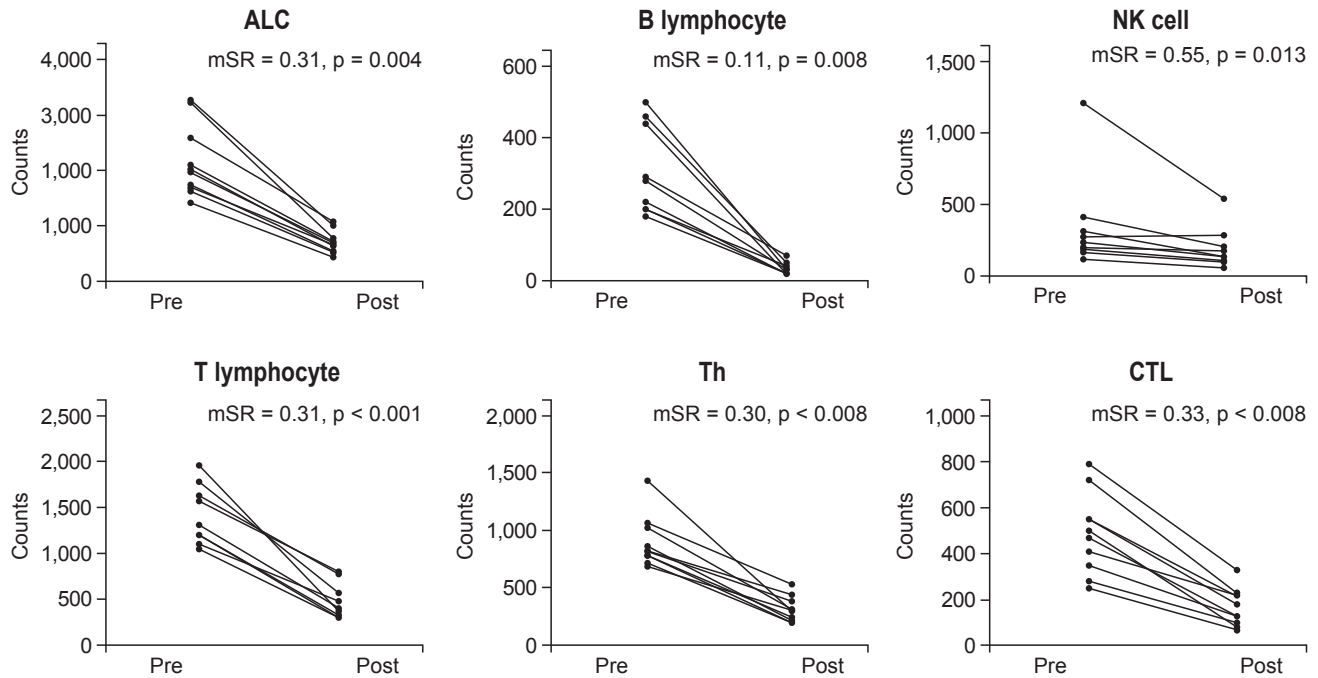 ALC
mSR = 0.31, p = 0.004
4,000
3,000
1,000
1,000
0
Counts
Pre
Post
B lymphocyte
mSR = 0.11, p = 0.008
600
400
200
0
Counts
Pre
Post
NK cell
mSR = 0.55, p = 0.013
1,500
1,000
500
0
Counts
Pre
Post
T lymphocyte
mSR = 0.31, p < 0.001
2,500
2,000
1,500
1,000
500
0
Counts
Pre
Post
Th
mSR = 0.30, p < 0.008
2,000
1,500
1,000
500
0
Counts
Pre
Post
CTL
mSR = 0.33, p < 0.008
1,000
800
600
400
200
0
Counts
Pre
Post